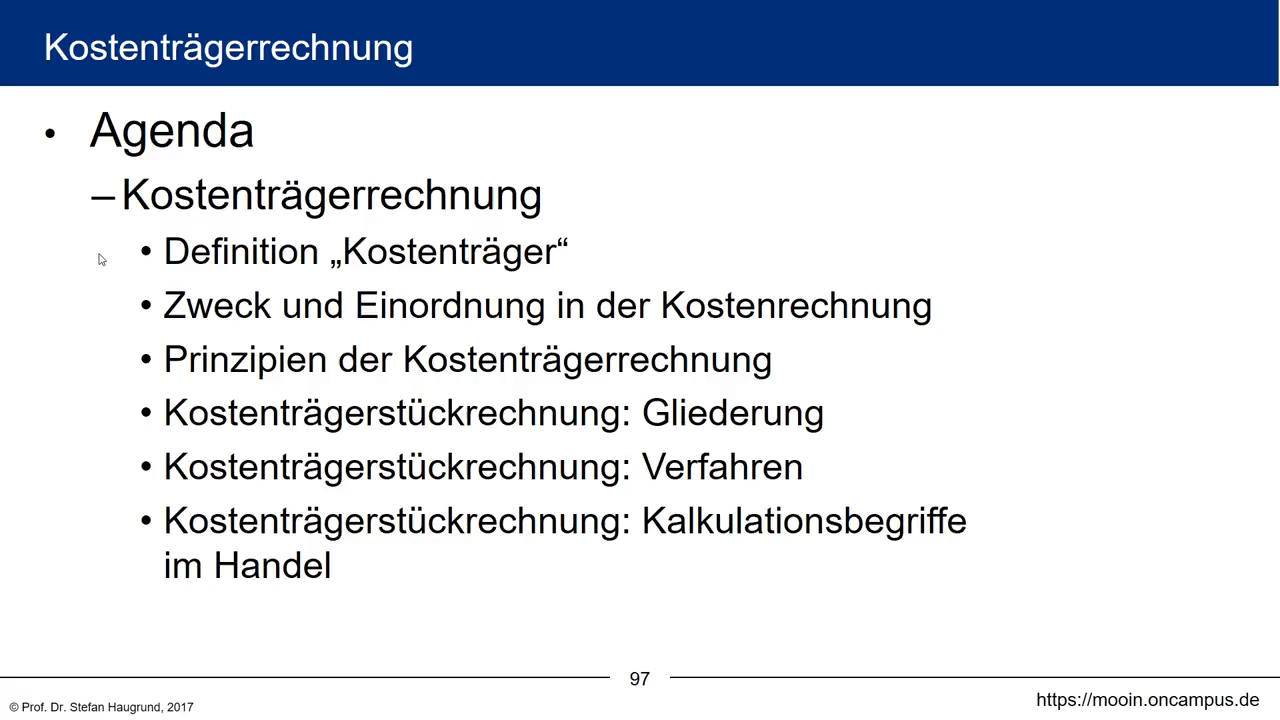 Kostenträgerrechnung
• Agenda
– Kostenträgerrechnung
• Definition „Kostenträger“
• Zweck und Einordnung in der Kostenrechnung
• Prinzipien der Kostenträgerrechnung
• Kostenträgerstückrechnung: Gliederung
• Kostenträgerstückrechnung: Verfahren
• Kostenträgerstückrechnung: Kalkulationsbegriffe
im Handel
97
© Prof. Dr. Stefan Haugrund, 2017
https://mooin.oncampus.de